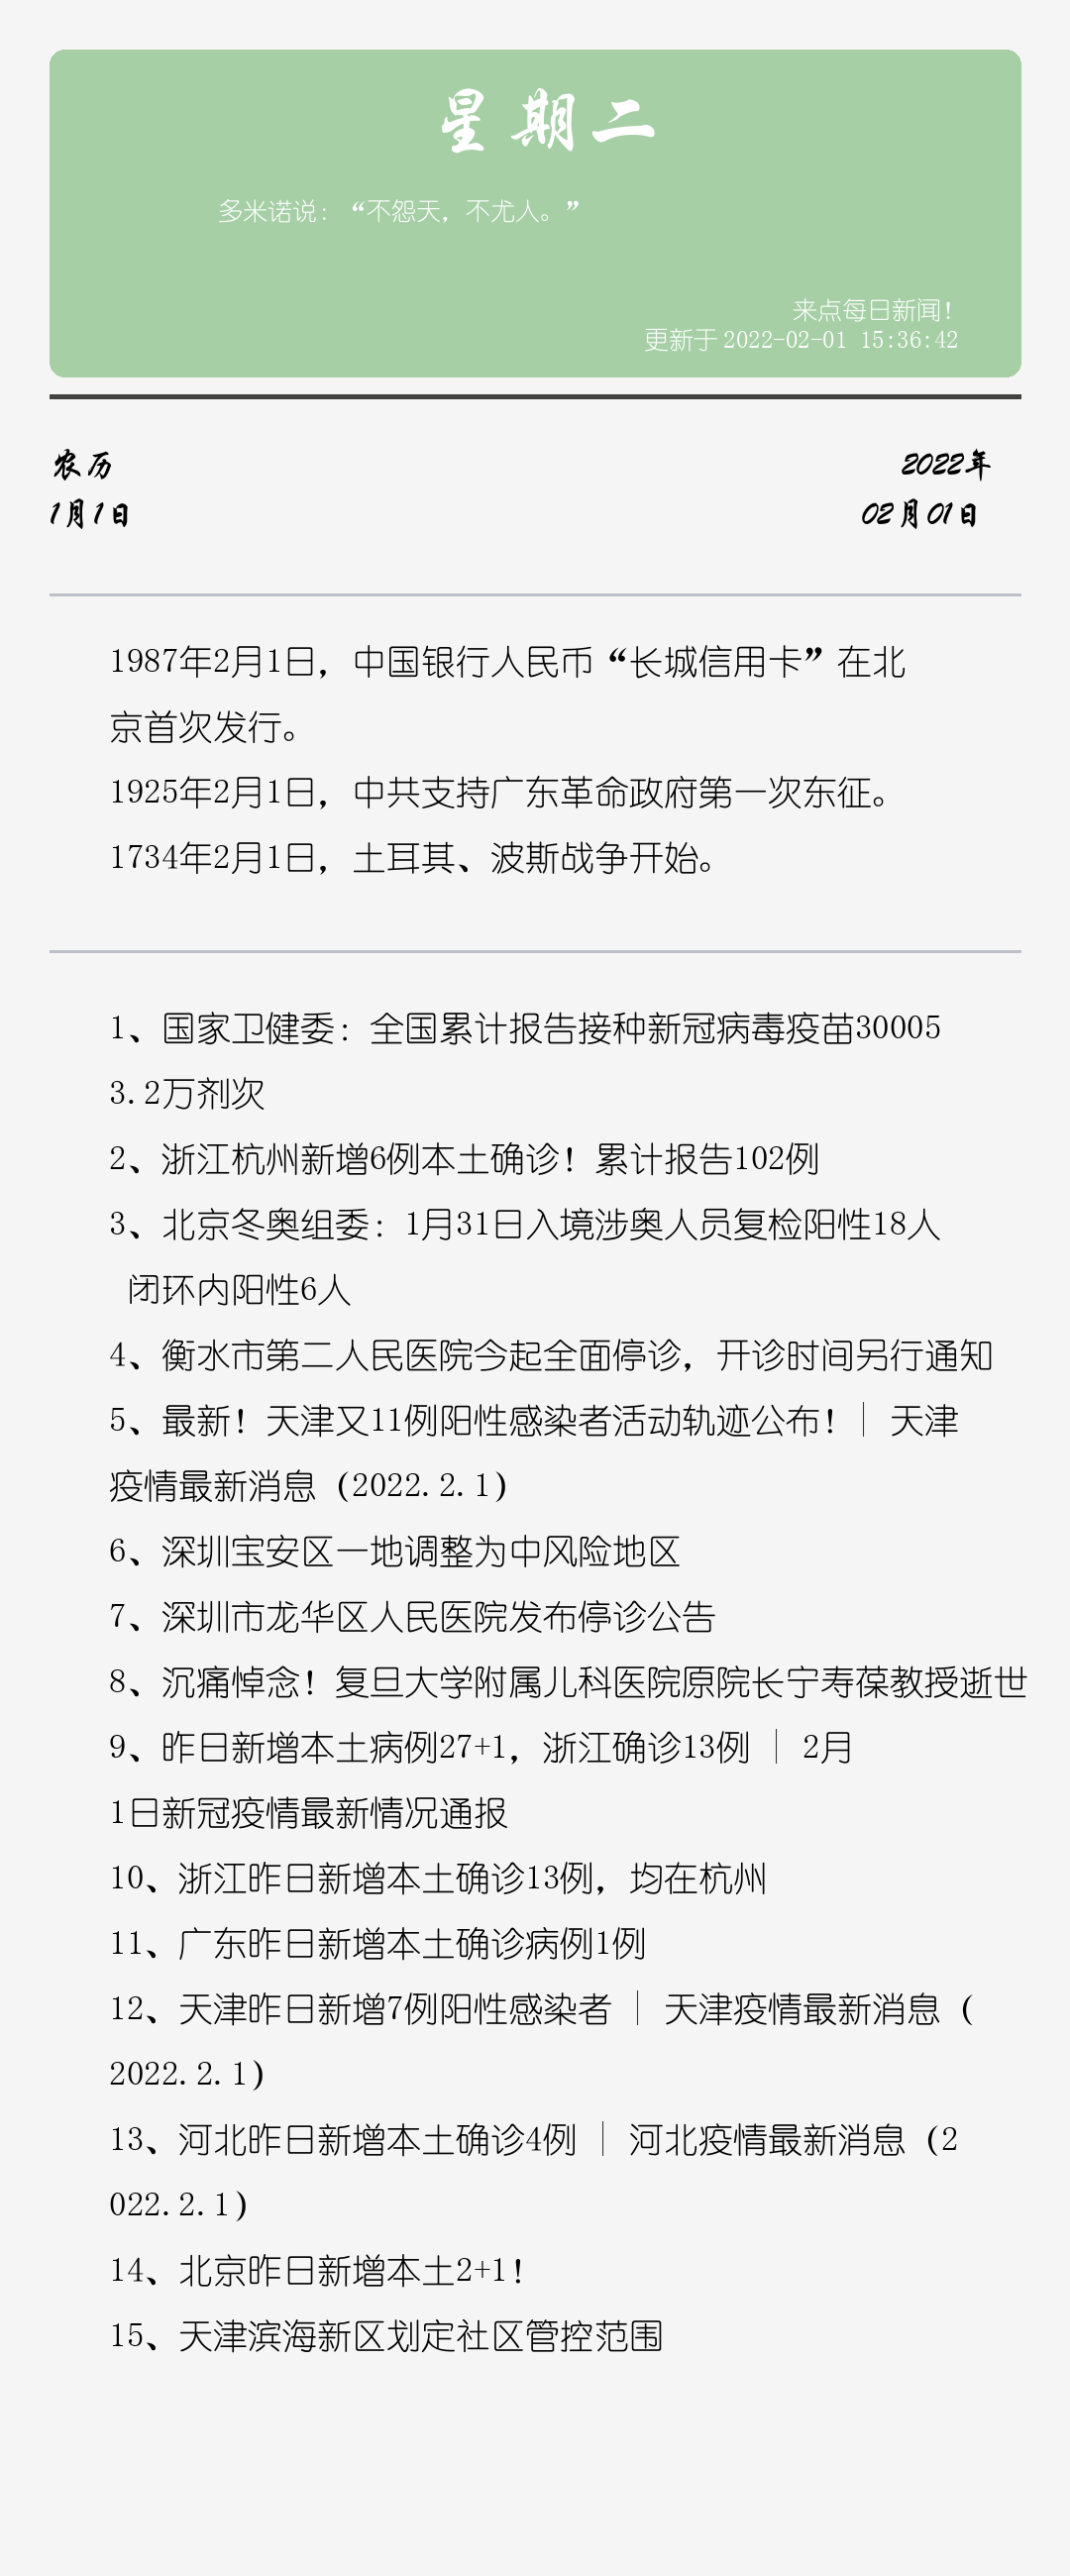 星期二
多米诺说：“不怨天，不尤人。”
来点每日新闻！
更新于2022-02-01 15:36:42
农历
2022年
1月1日
02月01日
1987年2月1日，中国银行人民币“长城信用卡”在北
京首次发行。
1925年2月1日，中共支持广东革命政府第一次东征。
1734年2月1日，土耳其、波斯战争开始。
1、国家卫健委：全国累计报告接种新冠病毒疫苗30005
3.2万剂次
2、浙江杭州新增6例本土确诊！累计报告102例
3、北京冬奥组委：1月31日入境涉奥人员复检阳性18人
闭环内阳性6人
4、衡水市第二人民医院今起全面停诊，开诊时间另行通知
5、最新！天津又11例阳性感染者活动轨迹公布！｜ 天津
疫情最新消息（2022.2.1）
6、深圳宝安区一地调整为中风险地区
7、深圳市龙华区人民医院发布停诊公告
8、沉痛悼念！复旦大学附属儿科医院原院长宁寿葆教授逝世
9、昨日新增本土病例27+1，浙江确诊13例 ｜ 2月
1日新冠疫情最新情况通报
10、浙江昨日新增本土确诊13例，均在杭州
11、广东昨日新增本土确诊病例1例
12、天津昨日新增7例阳性感染者 ｜ 天津疫情最新消息（
2022.2.1）
13、河北昨日新增本土确诊4例 ｜ 河北疫情最新消息（2
022.2.1）
14、北京昨日新增本土2+1！
15、天津滨海新区划定社区管控范围